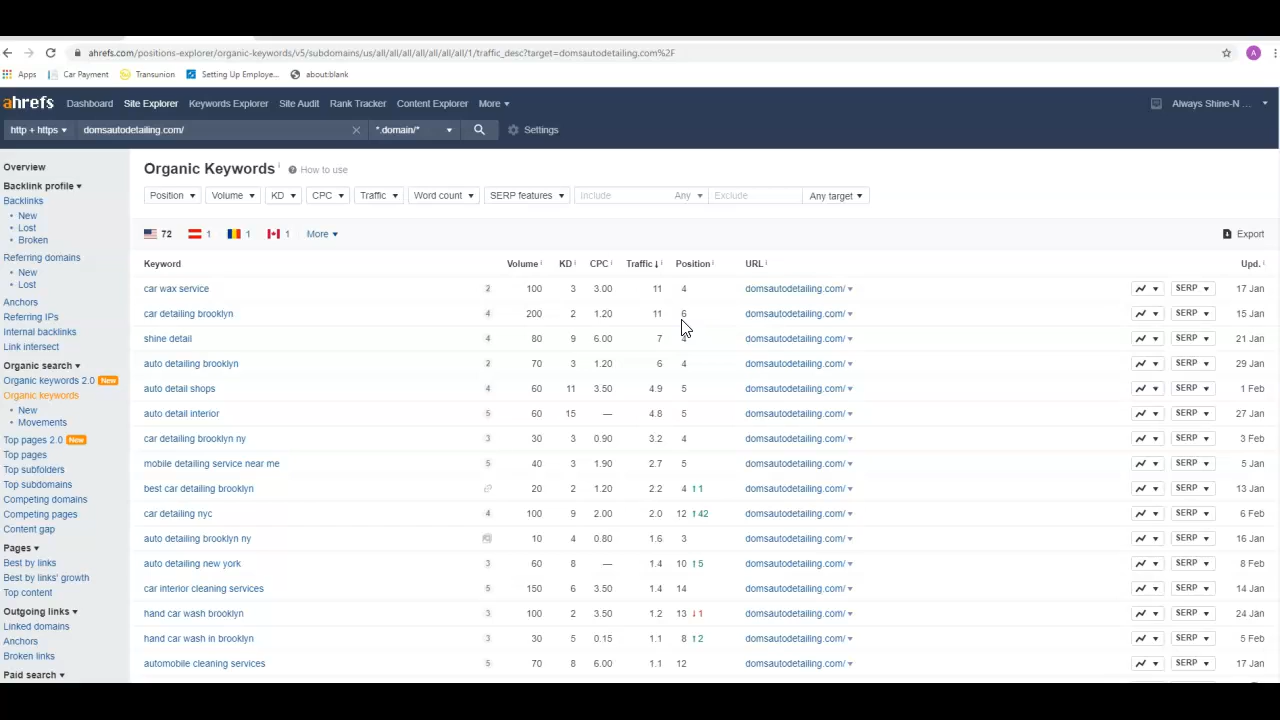 ahrefs.com/positions-explorer/organic-keywords/v5/subdomains/us/all/all/all/all/all/all/all/1/traffic_desc?target=domsautodetailing.com%2F A
Apps Car Payment Transunion Setting Up Employe... about:blank
ahrefs Dashboard Site Explorer Keywords Explorer Site Audit Rank Tracker Content Explorer More Always Shine-N ...
http + https domsautodetailing.com/ *.domain/* Settings
Overview
Backlink profile
Backlinks
New
Lost
Broken
Referring domains
New
Lost
Anchors
Referring IPs
Internal backlinks
Link intersect
Organic search
Organic keywords 2.0 New
Organic keywords
New
Movements
Top pages 2.0 New
Top pages
Top subfolders
Top subdomains
Competing domains
Competing pages
Content gap
Pages
Best by links
Best by links' growth
Top content
Outgoing links
Linked domains
Anchors
Broken links
Paid search
Organic Keywords i ? How to use
Position Volume KD CPC Traffic Word count SERP features Include Any Exclude Any target
72 1 1 1 More Export
Keyword Volume i KD i CPC i Traffic ↓ i Position i URL i Upd. i
car wax service 2 100 3 3.00 11 4 domsautodetailing.com/ SERP 17 Jan
car detailing brooklyn 4 200 2 1.20 11 6 domsautodetailing.com/ SERP 15 Jan
shine detail 4 80 9 6.00 7 4 domsautodetailing.com/ SERP 21 Jan
auto detailing brooklyn 2 70 3 1.20 6 4 domsautodetailing.com/ SERP 29 Jan
auto detail shops 4 60 11 3.50 4.9 5 domsautodetailing.com/ SERP 1 Feb
auto detail interior 5 60 15 — 4.8 5 domsautodetailing.com/ SERP 27 Jan
car detailing brooklyn ny 3 30 3 0.90 3.2 4 domsautodetailing.com/ SERP 3 Feb
mobile detailing service near me 5 40 3 1.90 2.7 5 domsautodetailing.com/ SERP 5 Jan
best car detailing brooklyn 20 2 1.20 2.2 4 ↑1 domsautodetailing.com/ SERP 13 Jan
car detailing nyc 4 100 9 2.00 2.0 12 ↑42 domsautodetailing.com/ SERP 6 Feb
auto detailing brooklyn ny 10 4 0.80 1.6 3 domsautodetailing.com/ SERP 16 Jan
auto detailing new york 3 60 8 — 1.4 10 ↑5 domsautodetailing.com/ SERP 8 Feb
car interior cleaning services 5 150 6 3.50 1.4 14 domsautodetailing.com/ SERP 14 Jan
hand car wash brooklyn 3 100 2 3.50 1.2 13 ↓1 domsautodetailing.com/ SERP 24 Jan
hand car wash in brooklyn 3 30 5 0.15 1.1 8 ↑2 domsautodetailing.com/ SERP 5 Feb
automobile cleaning services 5 70 8 6.00 1.1 12 domsautodetailing.com/ SERP 17 Jan